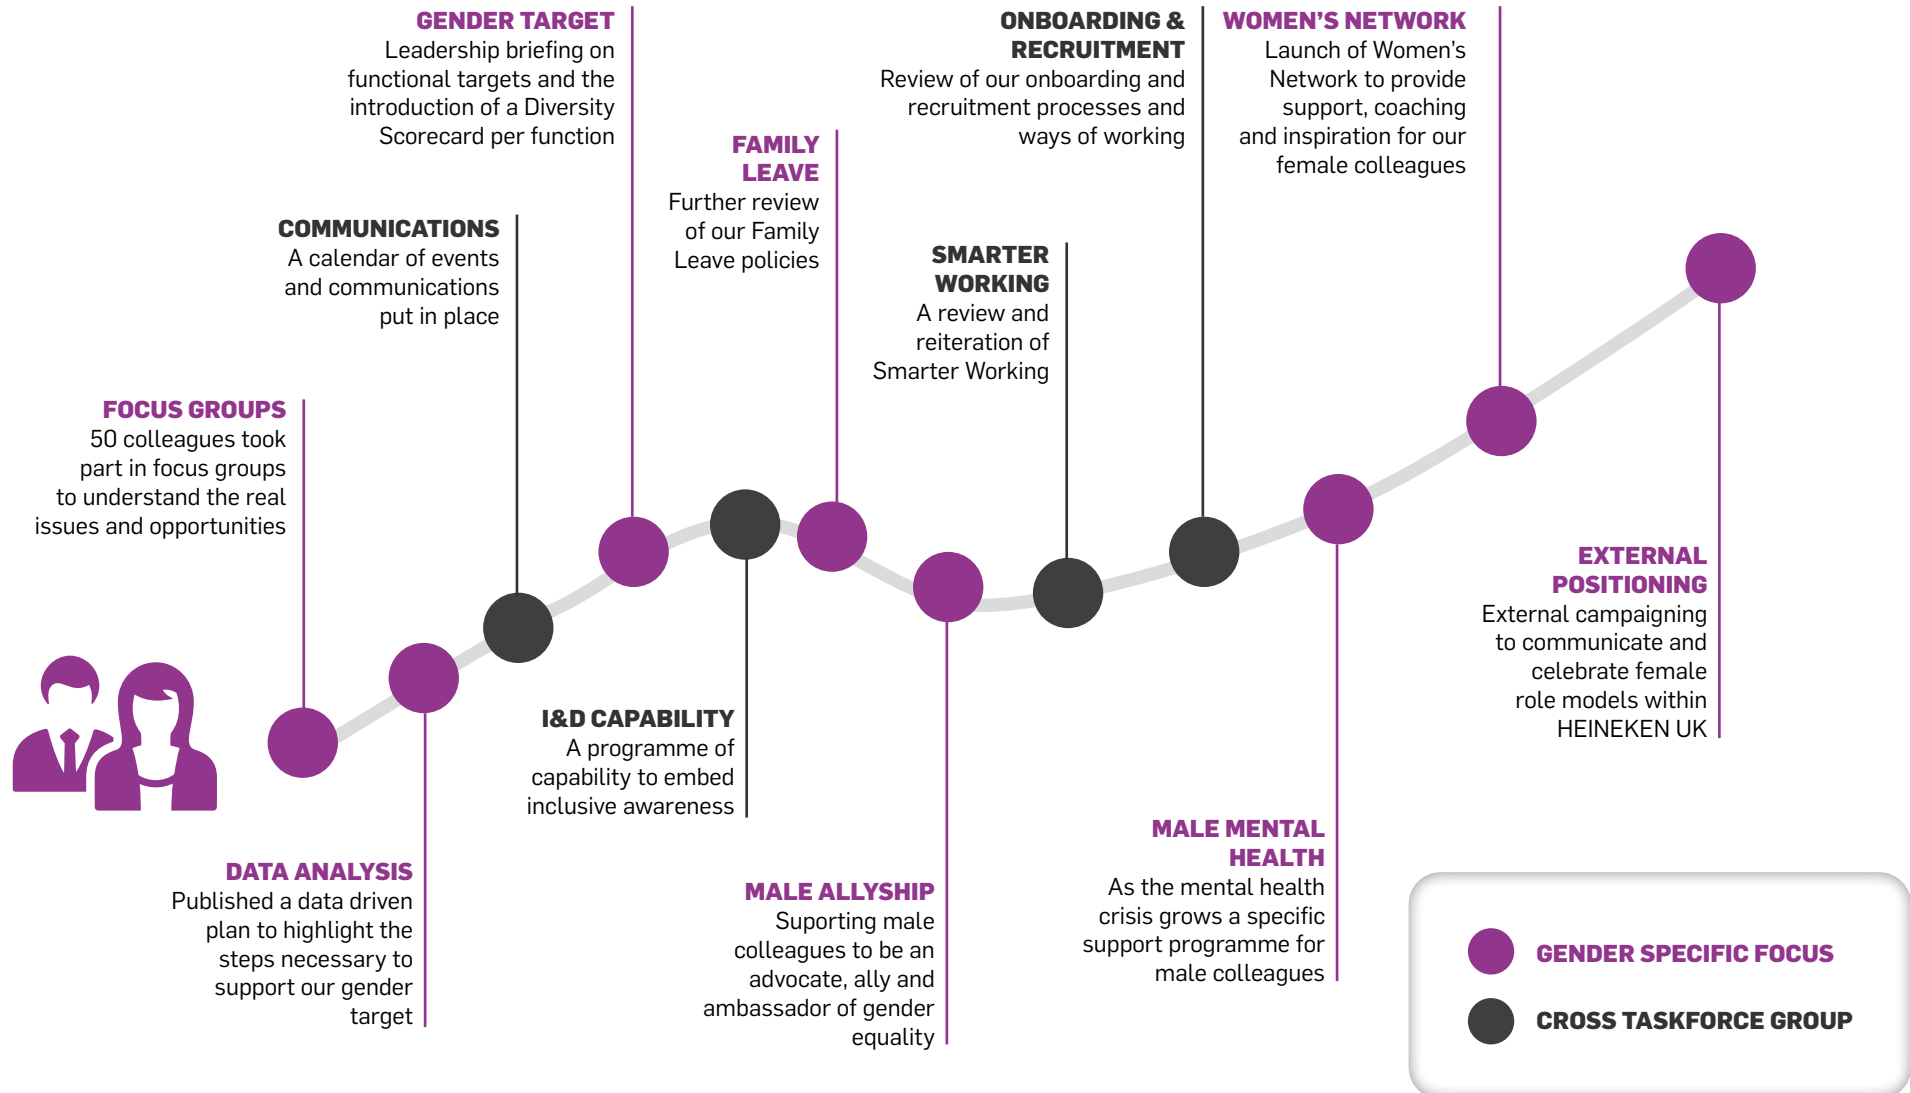 GENDER TARGET
Leadership briefing on
functional targets and the
introduction of a Diversity
Scorecard per function
ONBOARDING &
RECRUITMENT
Review of our onboarding and
recruitment processes and
ways of working
WOMEN'S NETWORK
Launch of Women's
Network to provide
support, coaching
and inspiration for our
female colleagues
FAMILY
LEAVE
Further review
of our Family
Leave policies
COMMUNICATIONS
A calendar of events
and communications
put in place
SMARTER
WORKING
A review and
reiteration of
Smarter Working
FOCUS GROUPS
50 colleagues took
part in focus groups
to understand the real
issues and opportunities
EXTERNAL
POSITIONING
External campaigning
to communicate and
celebrate female
role models within
HEINEKEN UK
I&D CAPABILITY
A programme of
capability to embed
inclusive awareness
DATA ANALYSIS
Published a data driven
plan to highlight the
steps necessary to
support our gender
target
MALE ALLYSHIP
Suporting male
colleagues to be an
advocate, ally and
ambassador of gender
equality
MALE MENTAL
HEALTH
As the mental health
crisis grows a specific
support programme for
male colleagues
GENDER SPECIFIC FOCUS
CROSS TASKFORCE GROUP